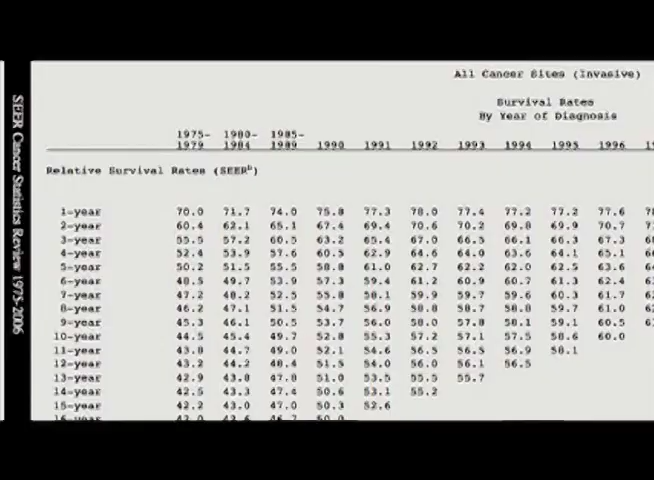 SEER Cancer Statistics Review 1975-2006
All Cancer Sites (Invasive)
Survival Rates
By Year of Diagnosis
1975- 1980- 1985-
1979 1984 1989 1990 1991 1992 1993 1994 1995 1996
Relative Survival Rates (SEERᵇ)
1-year 70.0 71.7 74.0 75.8 77.3 78.0 77.4 77.2 77.2 77.6
2-year 60.4 62.1 65.1 67.4 69.4 70.6 70.2 69.8 69.9 70.7
3-year 55.5 57.2 60.5 63.2 65.4 67.0 66.5 66.1 66.3 67.3
4-year 52.4 53.9 57.6 60.5 62.9 64.6 64.0 63.6 64.1 65.1
5-year 50.2 51.5 55.5 58.8 61.0 62.7 62.2 62.0 62.5 63.6
6-year 48.5 49.7 53.9 57.3 59.4 61.2 60.9 60.7 61.3 62.4
7-year 47.2 48.2 52.5 55.8 58.1 59.9 59.7 59.6 60.3 61.7
8-year 46.2 47.1 51.5 54.7 56.9 58.8 58.7 58.8 59.7 61.0
9-year 45.3 46.1 50.5 53.7 56.0 58.0 57.8 58.1 59.1 60.5
10-year 44.5 45.4 49.7 52.8 55.3 57.2 57.1 57.5 58.6 60.0
11-year 43.8 44.7 49.0 52.1 54.6 56.5 56.5 56.9 58.1
12-year 43.2 44.2 48.4 51.5 54.0 56.0 56.1 56.5
13-year 42.9 43.8 47.8 51.0 53.5 55.5 55.7
14-year 42.5 43.3 47.4 50.6 53.1 55.2
15-year 42.2 43.0 47.0 50.3 52.6
16-year 42.0 42.6 46.7 50.0